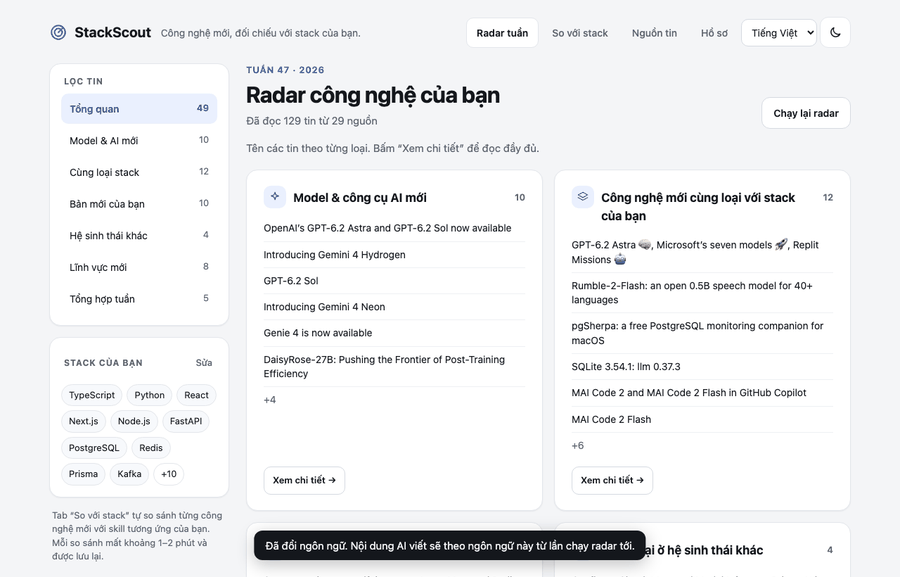 StackScout
Công nghệ mới, đối chiếu với stack của bạn.
Radar tuần
So với stack
Nguồn tin
Hồ sơ
Tiếng Việt
LỌC TIN
Tổng quan 49
Model & AI mới 10
Cùng loại stack 12
Bản mới của bạn 10
Hệ sinh thái khác 4
Lĩnh vực mới 8
Tổng hợp tuần 5
STACK CỦA BẠN Sửa
TypeScript Python React
Next.js Node.js FastAPI
PostgreSQL Redis
Prisma Kafka +10
Tab “So với stack” tự so sánh từng
công nghệ mới với skill tương ứng của bạn.
Mỗi so sánh mất khoảng 1–2 phút và
được lưu lại.
TUẦN 47 · 2026
Radar công nghệ của bạn
Đã đọc 129 tin từ 29 nguồn
Chạy lại radar
Tên các tin theo từng loại. Bấm “Xem chi tiết” để đọc đầy đủ.
Model & công cụ AI mới 10
OpenAI’s GPT-6.2 Astra and GPT-6.2 Sol now available
Introducing Gemini 4 Hydrogen
GPT-6.2 Sol
Introducing Gemini 4 Neon
Genie 4 is now available
DaisyRose-27B: Pushing the Frontier of Post-Training
Efficiency
+4
Xem chi tiết →
Công nghệ mới cùng loại với stack 12
của bạn
GPT-6.2 Astra 🧠, Microsoft’s seven models 🚀, Replit
Missions 🤖
Rumble-2-Flash: an open 0.5B speech model for 40+
languages
pgSherpa: a free PostgreSQL monitoring companion for
macOS
SQLite 3.54.1: llm 0.37.3
MAI Code 2 and MAI Code 2 Flash in GitHub Copilot
MAI Code 2 Flash
+6
Xem chi tiết →
ại ở hệ sinh thái khác 4
Đã đổi ngôn ngữ. Nội dung AI viết sẽ theo ngôn ngữ này từ lần chạy radar tới.